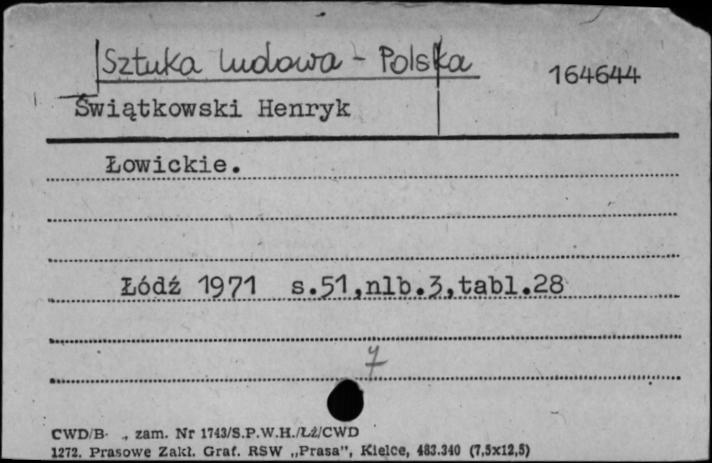 Sztuka ludowa - Polska
164644
Świątkowski Henryk
Łowickie.
Łódź 1971 s.51,nlb.3,tabl.28
7
CWD/B- ., zam. Nr 1743/S.P.W.H./Łż/CWD
1272. Prasowe Zakł. Graf. RSW „Prasa", Kielce, 483.340 (7,5x12,5)